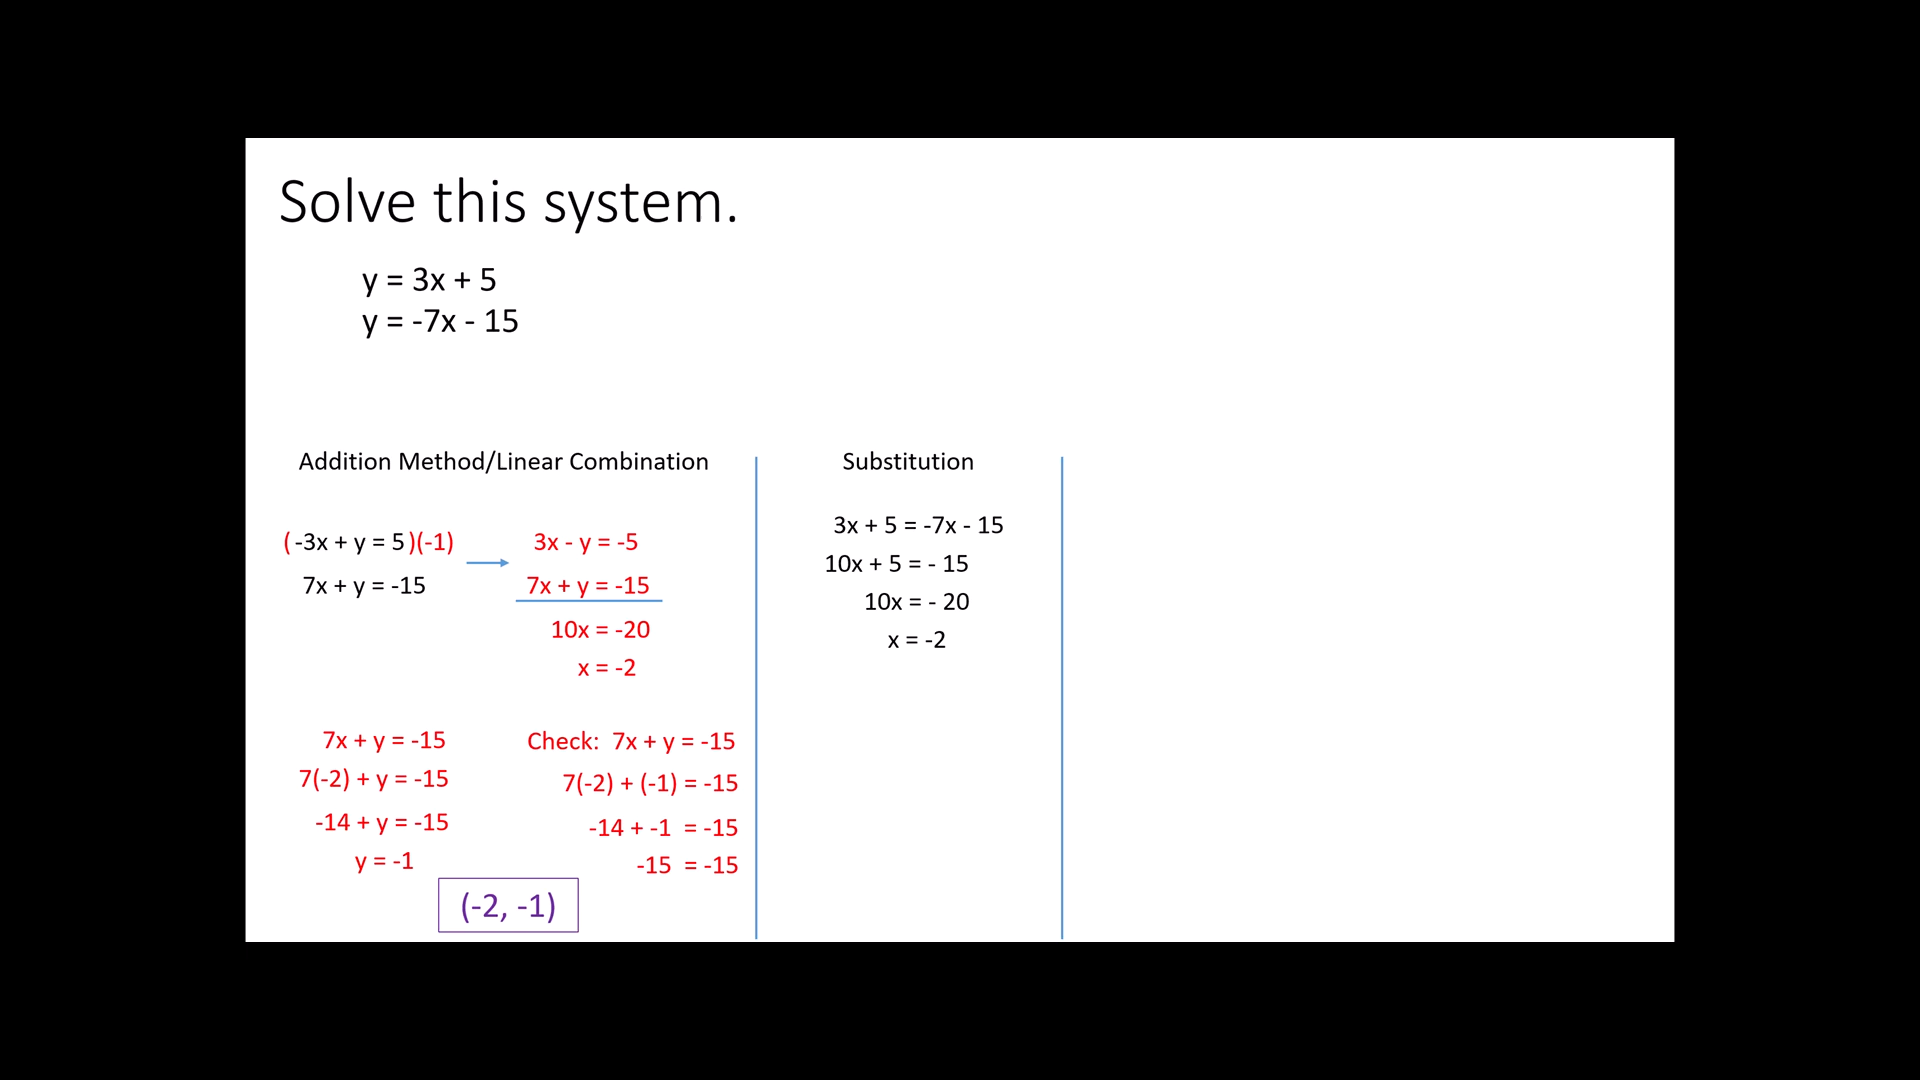 Solve this system.
y = 3x + 5
y = -7x - 15
Addition Method/Linear Combination
(-3x + y = 5)(-1)
7x + y = -15
3x - y = -5
7x + y = -15
10x = -20
x = -2
7x + y = -15
7(-2) + y = -15
-14 + y = -15
y = -1
Check: 7x + y = -15
7(-2) + (-1) = -15
-14 + -1 = -15
-15 = -15
(-2, -1)
Substitution
3x + 5 = -7x - 15
10x + 5 = - 15
10x = - 20
x = -2